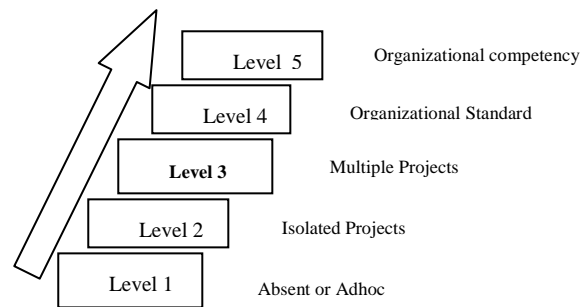 Level 5 Organizational competency
Level 4 Organizational Standard
Level 3 Multiple Projects
Level 2 Isolated Projects
Level 1 Absent or Adhoc